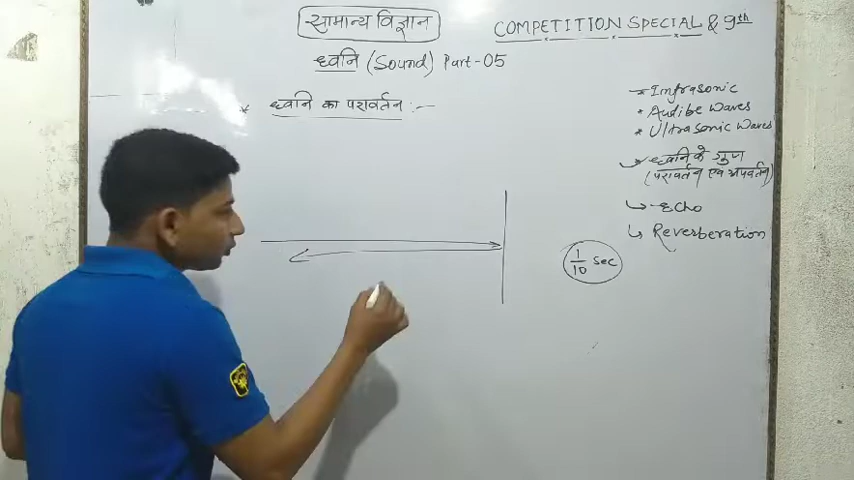 सामान्य विज्ञान
COMPETITION SPECIAL & 9th
ध्वनि (Sound) Part-05
* ध्वनि का परावर्तन :-
* Infrasonic
* Audibe waves
* Ultrasonic Waves
ध्वनि के गुण
(परावर्तन एवं अपवर्तन)
Echo
Reverberation
1/10 sec